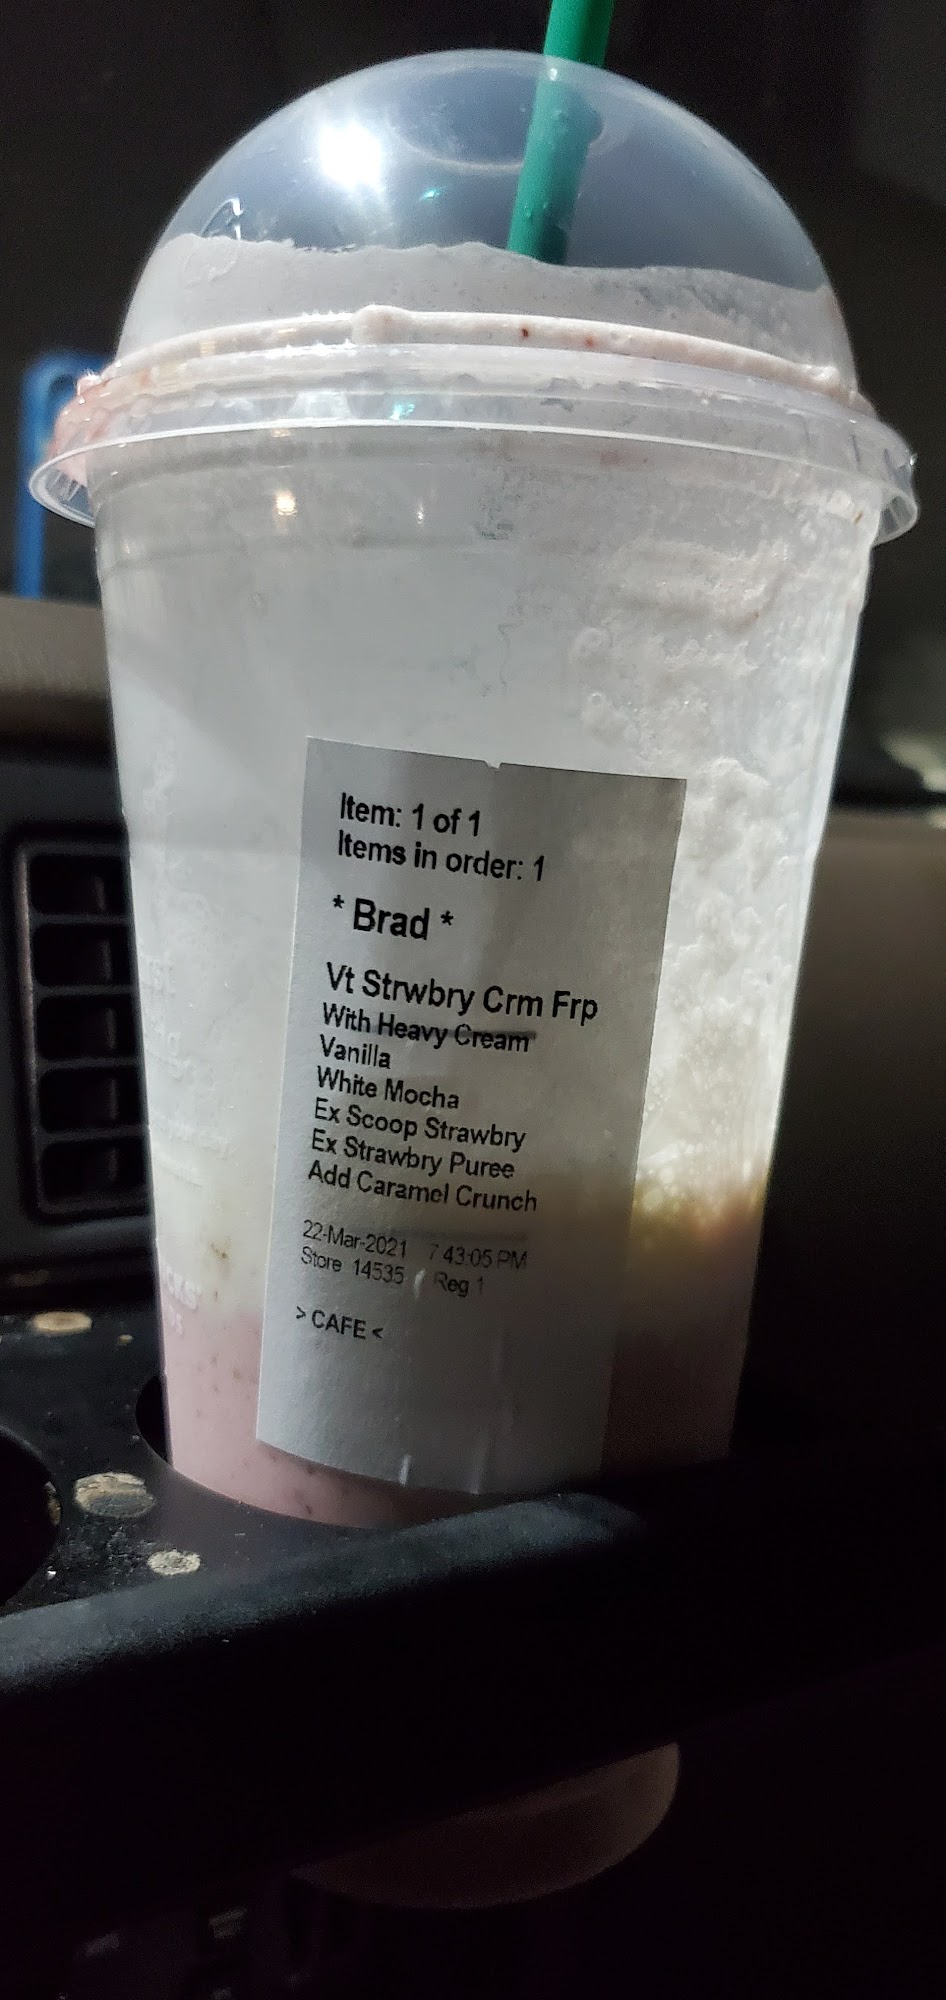 Item: 1 of 1
Items in order: 1
* Brad *
Vt Strwbry Crm Frp
With Heavy Cream
Vanilla
White Mocha
Ex Scoop Strawbry
Ex Strawbry Puree
Add Caramel Crunch
22-Mar-2021 7:43:05 PM
Store 14535 / Reg 1
> CAFE <